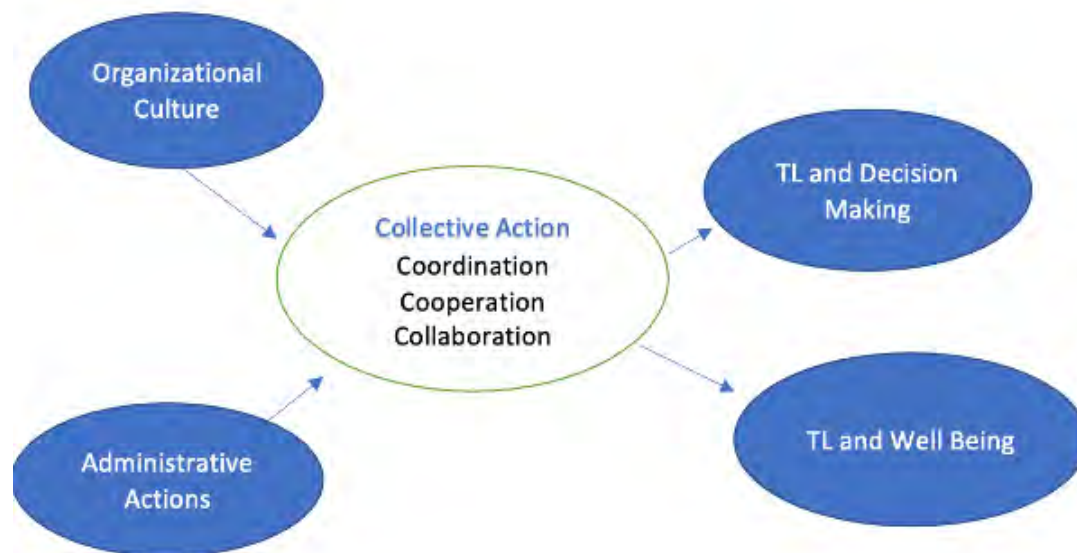 Organizational
Culture
TL and Decision
Making
Collective Action
Coordination
Cooperation
Collaboration
Administrative
Actions
TL and Well Being